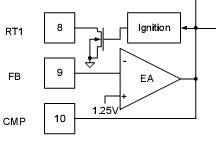 RT1 8 Ignition
FB 9 - EA
+
1.25V
CMP 10